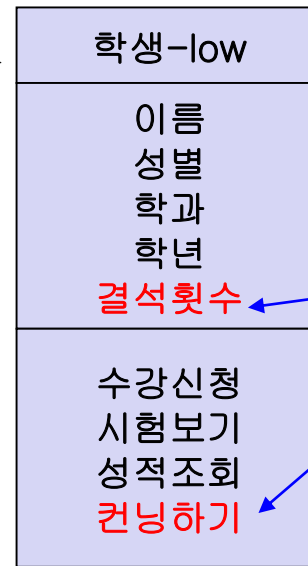 학생-low
이름
성별
학과
학년
결석횟수
수강신청
시험보기
성적조회
컨닝하기